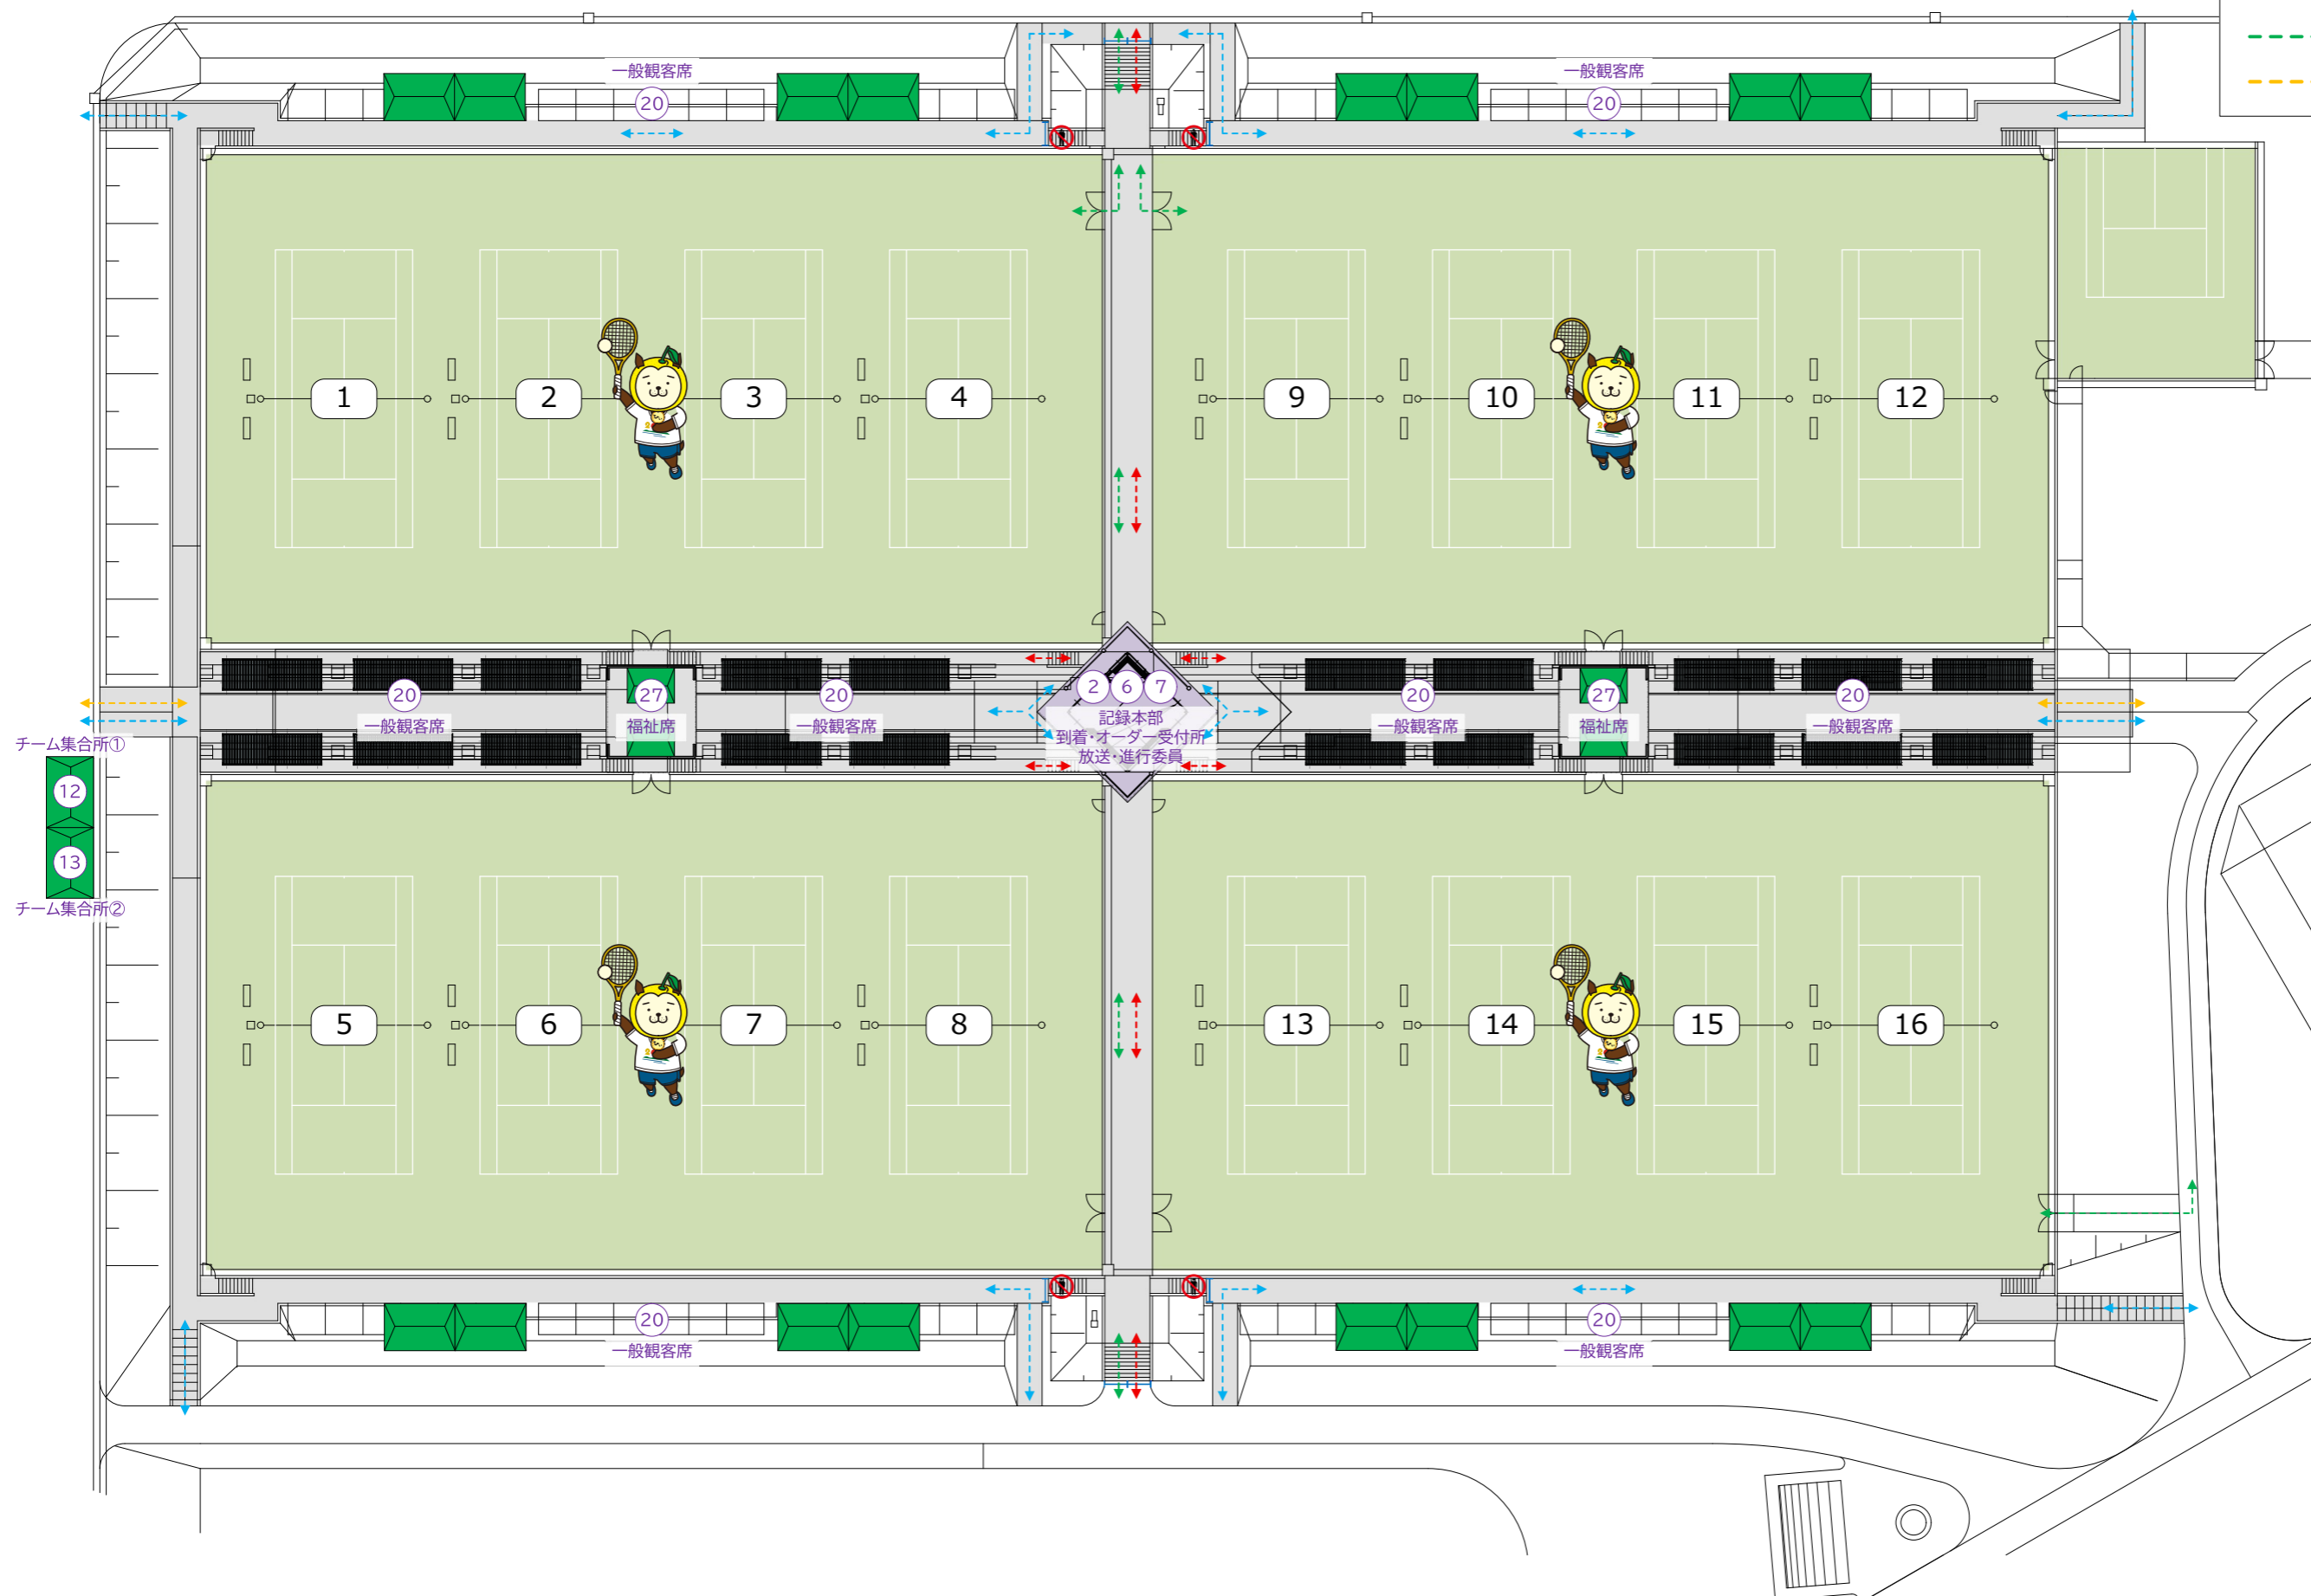 一般観客席
20
一般観客席
20
1
2
3
4
9
10
11
12
20
一般観客席
27
福祉席
20
一般観客席
2 6 7
記録本部
到着・オーダー受付所
放送・進行委員
20
一般観客席
27
福祉席
20
一般観客席
チーム集合所①
12
13
チーム集合所②
5
6
7
8
13
14
15
16
20
一般観客席
20
一般観客席